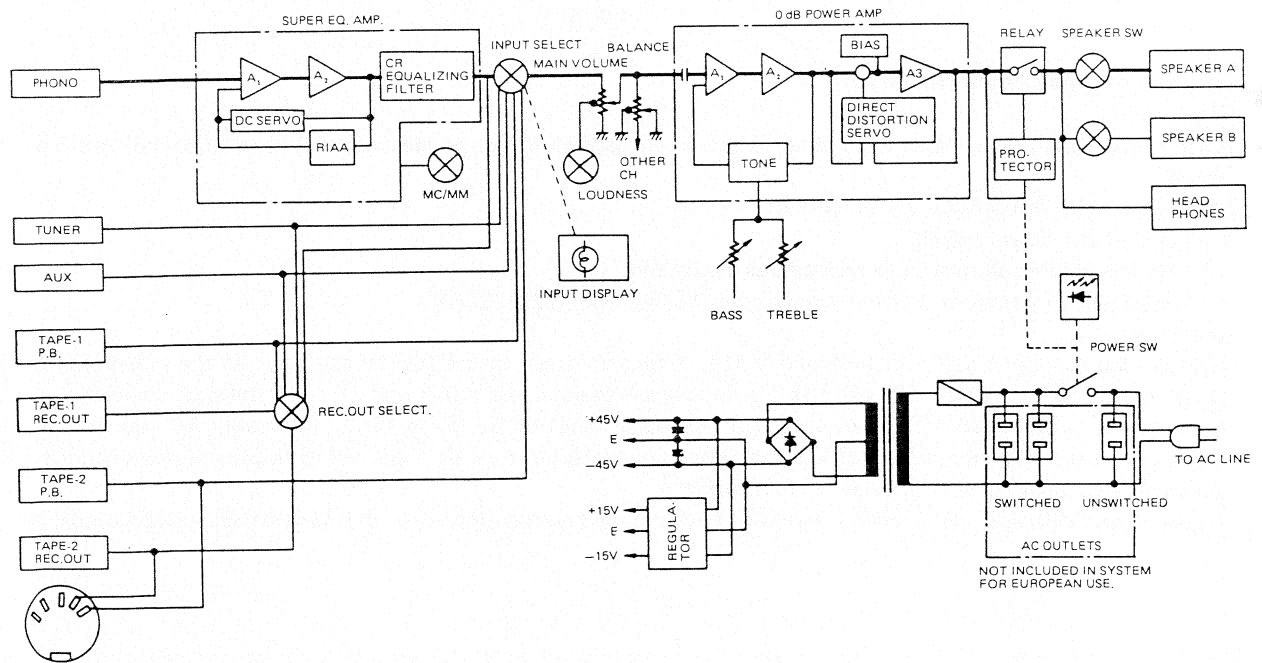 SUPER EQ. AMP.
0 dB POWER AMP
INPUT SELECT
MAIN VOLUME
BALANCE
BIAS
RELAY
SPEAKER SW
PHONO
A1
A2
CR
EQUALIZING
FILTER
A1
A2
A3
SPEAKER A
DC SERVO
RIAA
DIRECT
DISTORTION
SERVO
SPEAKER B
MC/MM
LOUDNESS
OTHER
CH
TONE
PRO-
TECTOR
HEAD
PHONES
TUNER
AUX
INPUT DISPLAY
BASS
TREBLE
TAPE-1
P.B.
POWER SW
TAPE-1
REC.OUT
REC.OUT SELECT.
+45V
E
–45V
TO AC LINE
TAPE-2
P.B.
SWITCHED
UNSWITCHED
+15V
E
–15V
REGULA-
TOR
TAPE-2
REC.OUT
AC OUTLETS
NOT INCLUDED IN SYSTEM
FOR EUROPEAN USE.